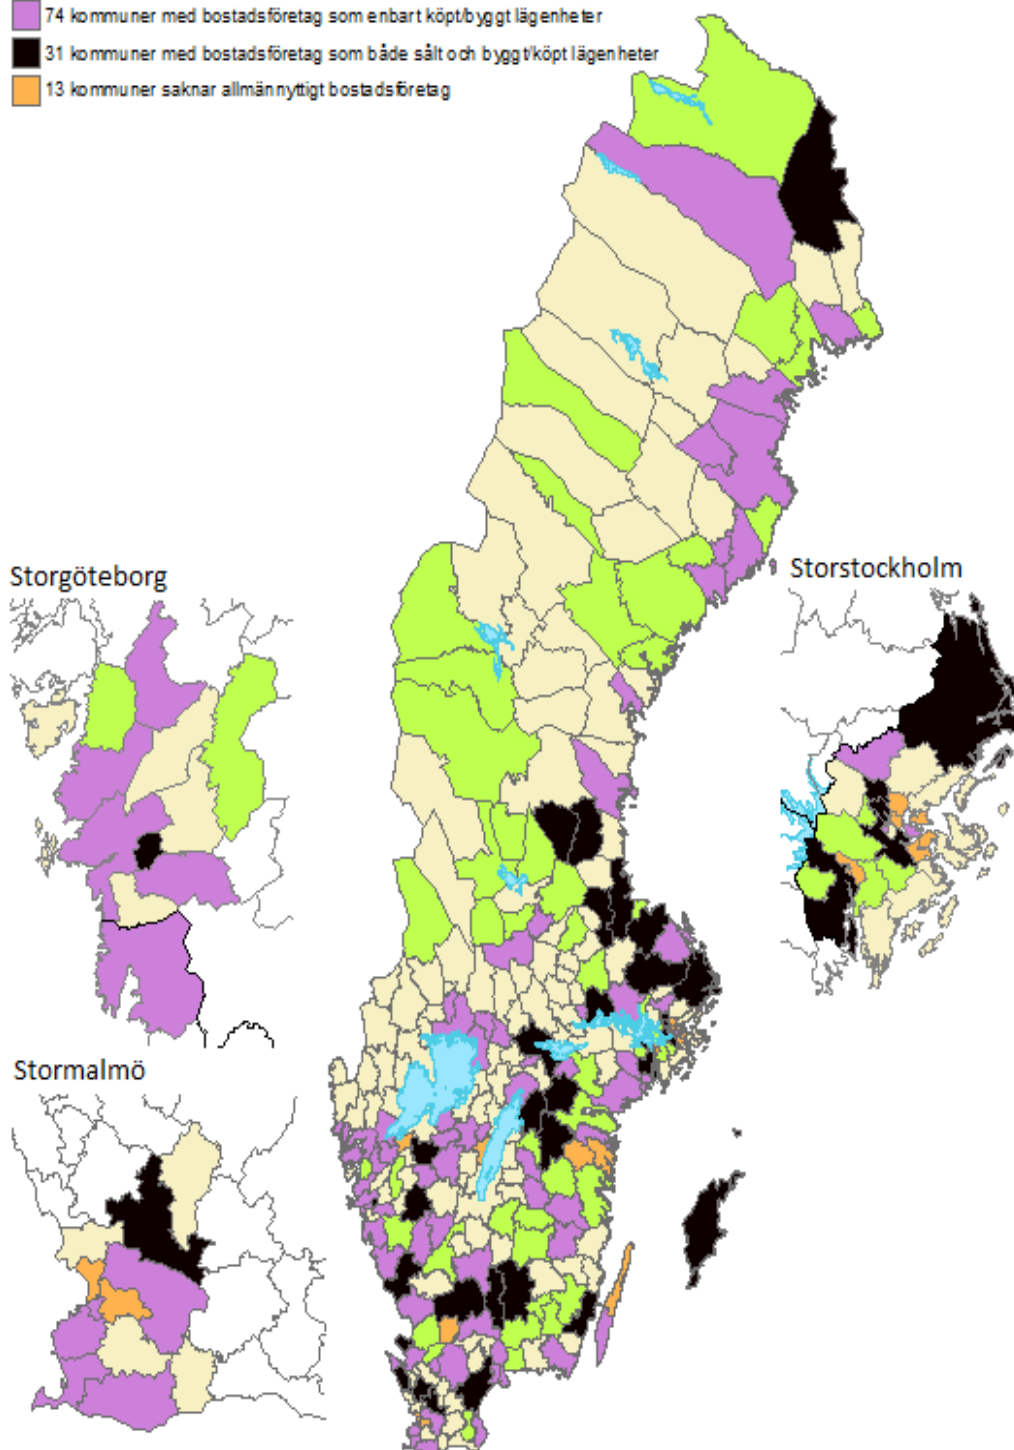 74 kommuner med bostadsföretag som enbart köpt/byggt lägenheter
31 kommuner med bostadsföretag som både sålt och byggt/köpt lägenheter
13 kommuner saknar allmännyttigt bostadsföretag
Storgöteborg
Storstockholm
Stormalmö